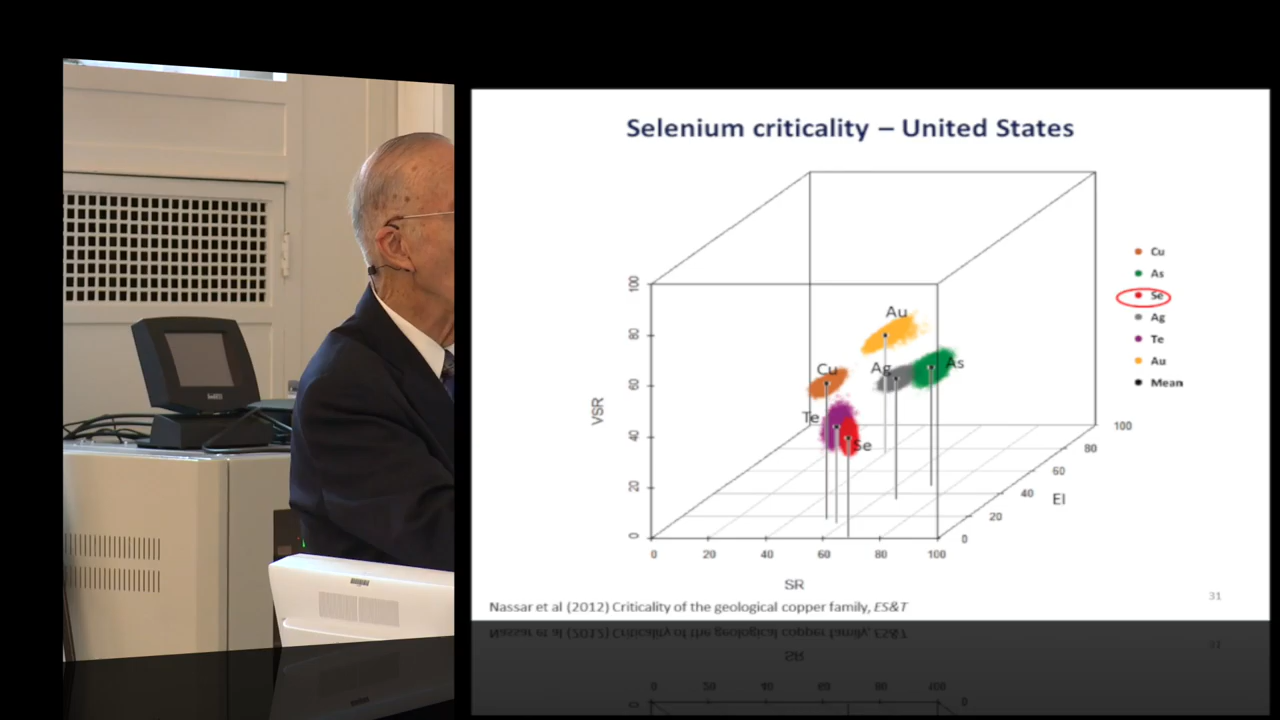 Selenium criticality – United States
100
80
60
40
20
0
VSR
0
20
40
60
80
100
SR
0
20
40
60
80
100
EI
Au
Cu
Ag
As
Te
Se
Cu
As
Se
Ag
Te
Au
Mean
Nassar et al (2012) Criticality of the geological copper family, ES&T
31